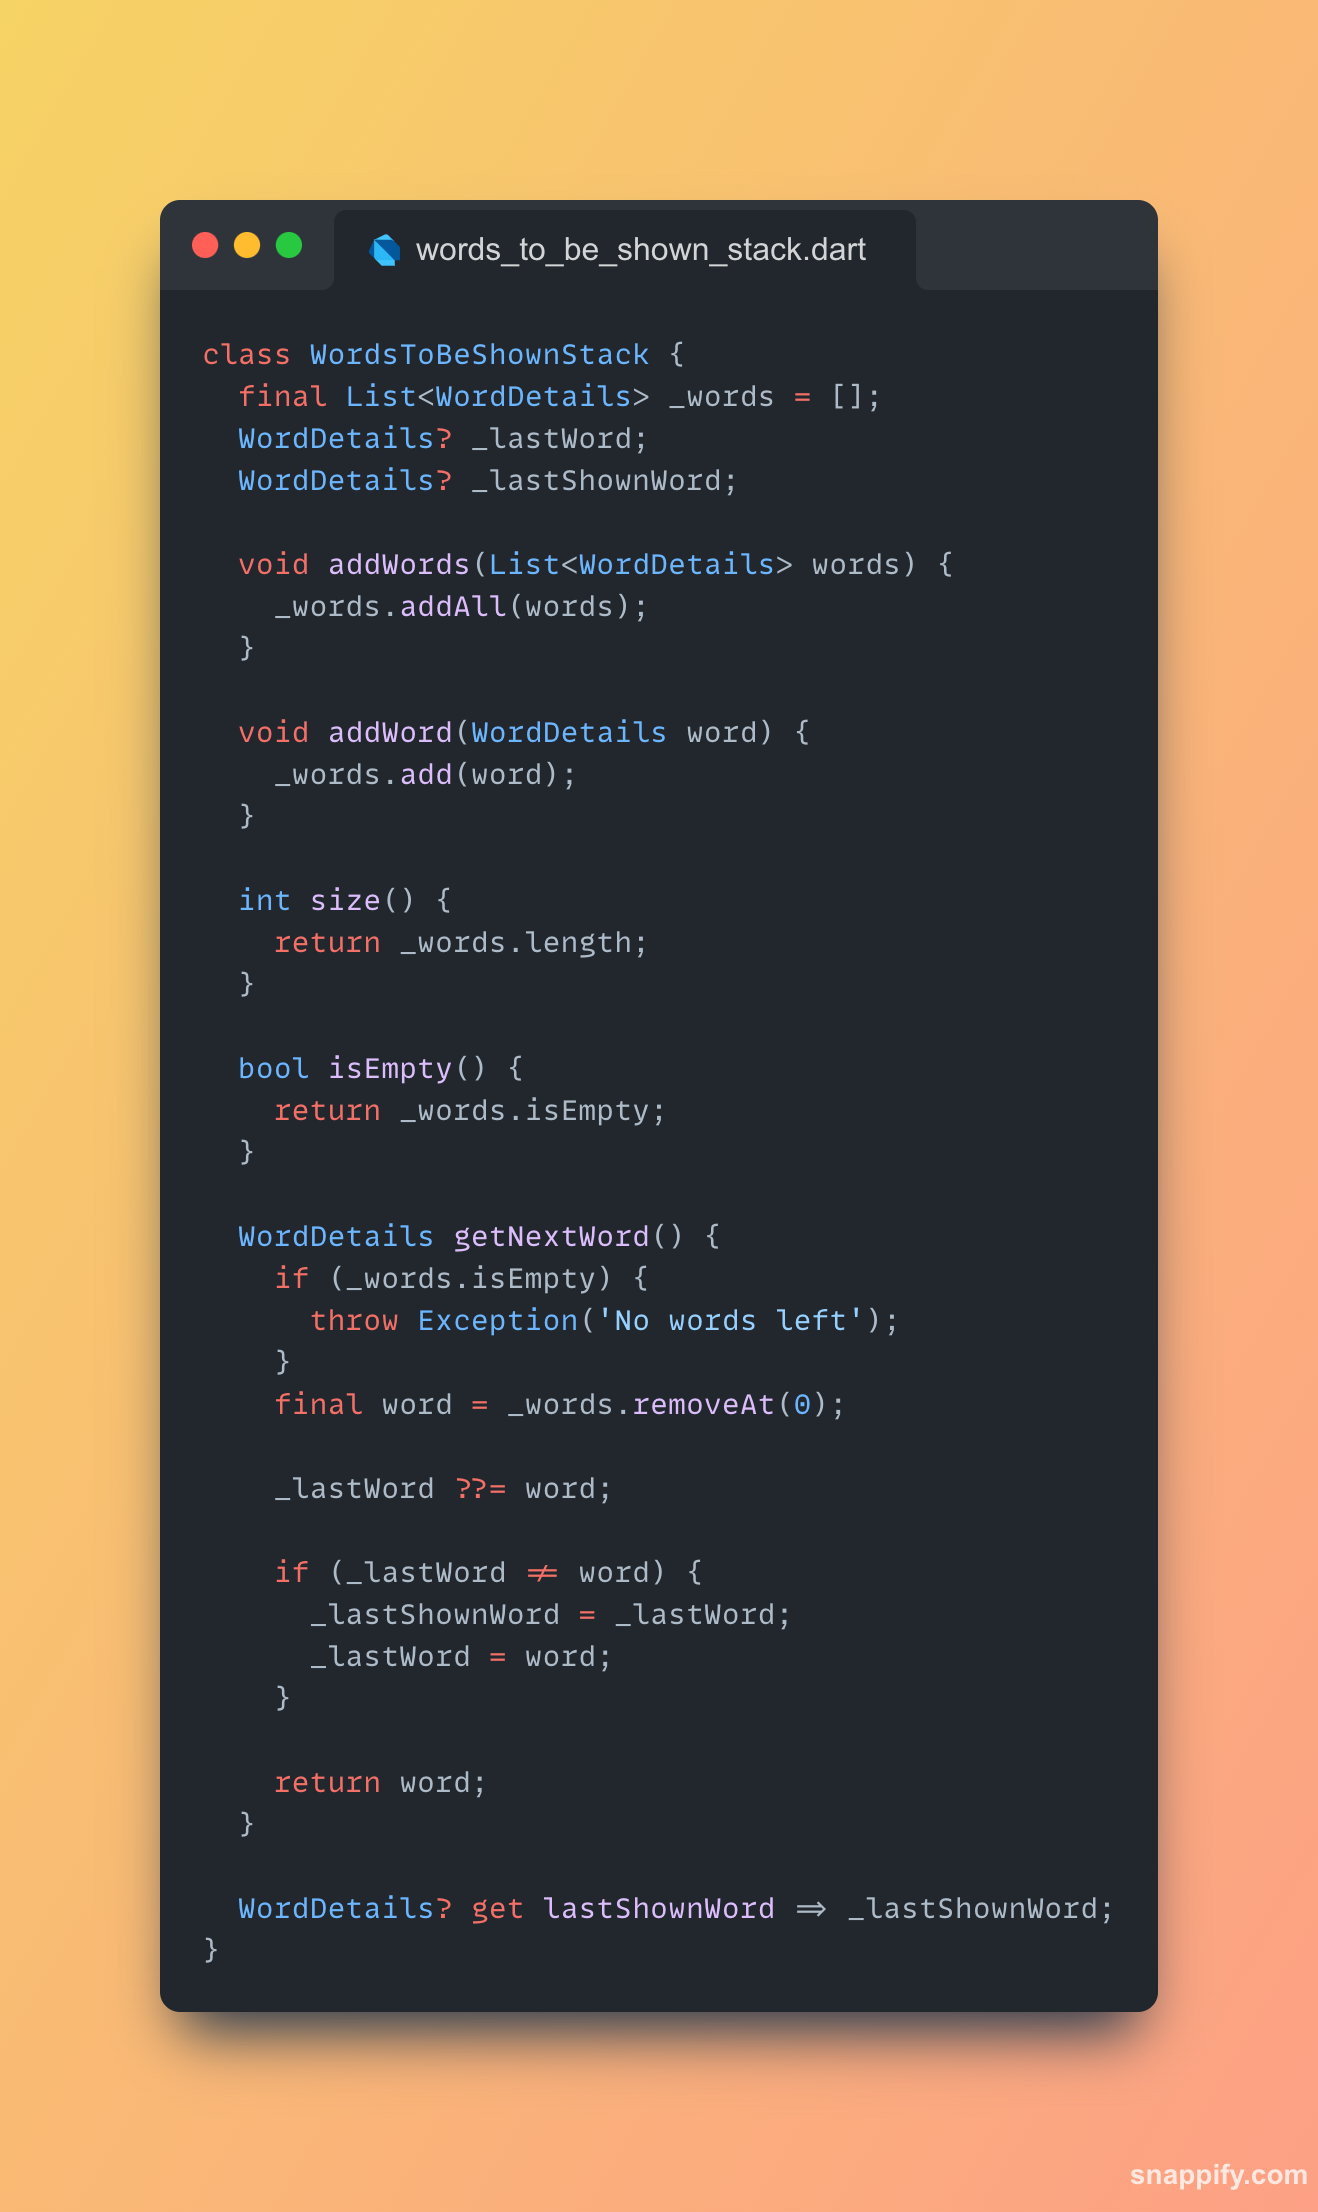 words_to_be_shown_stack.dart
class WordsToBeShownStack {
  final List<WordDetails> _words = [];
  WordDetails? _lastWord;
  WordDetails? _lastShownWord;

  void addWords(List<WordDetails> words) {
    _words.addAll(words);
  }

  void addWord(WordDetails word) {
    _words.add(word);
  }

  int size() {
    return _words.length;
  }

  bool isEmpty() {
    return _words.isEmpty;
  }

  WordDetails getNextWord() {
    if (_words.isEmpty) {
      throw Exception('No words left');
    }
    final word = _words.removeAt(0);

    _lastWord ??= word;

    if (_lastWord != word) {
      _lastShownWord = _lastWord;
      _lastWord = word;
    }

    return word;
  }

  WordDetails? get lastShownWord => _lastShownWord;
}
snappify.com